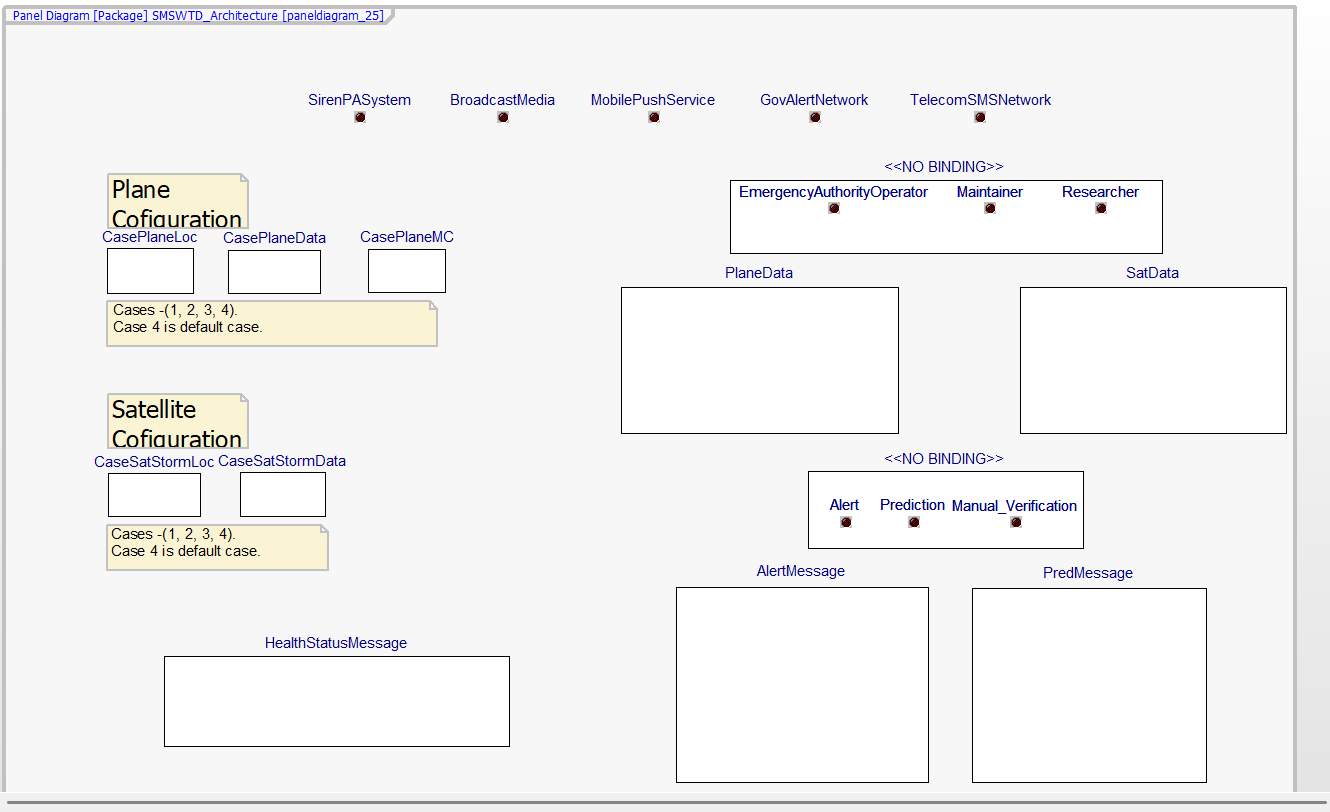 Panel Diagram [Package] SMSWTD_Architecture [paneldiagram_25]
SirenPASystem BroadcastMedia MobilePushService GovAlertNetwork TelecomSMSNetwork
<<NO BINDING>>
EmergencyAuthorityOperator Maintainer Researcher
Plane
Cofiguration
CasePlaneLoc CasePlaneData CasePlaneMC
PlaneData SatData
Cases -(1, 2, 3, 4).
Case 4 is default case.
Satellite
Cofiguration
CaseSatStormLoc CaseSatStormData
<<NO BINDING>>
Alert Prediction Manual_Verification
Cases -(1, 2, 3, 4).
Case 4 is default case.
AlertMessage PredMessage
HealthStatusMessage